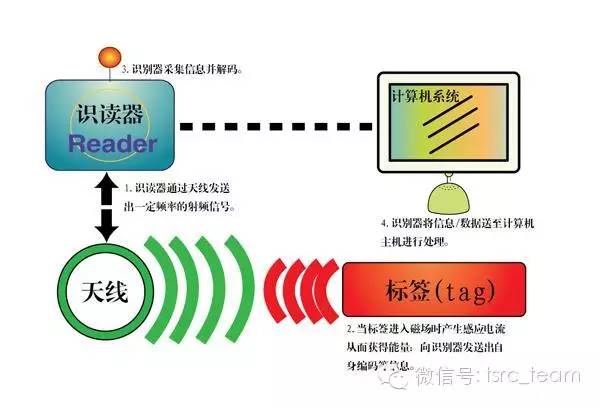 3. 识别器采集信息并解码。
识读器
Reader
计算机系统
1. 识读器通过天线发送
出一定频率的射频信号。
4. 识别器将信息/数据送至计算机
主机进行处理。
天线
标签(tag)
2. 当标签进入磁场时产生感应电流
从而获得能量; 向识别器发送出自
身编码等信息。
微信号: tsrc_team